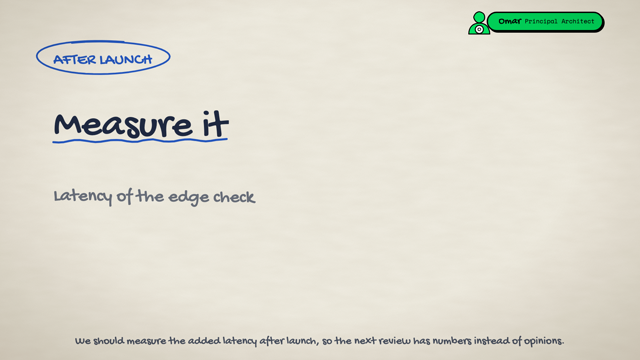 Omar Principal Architect
AFTER LAUNCH
Measure it
Latency of the edge check
We should measure the added latency after launch, so the next review has numbers instead of opinions.